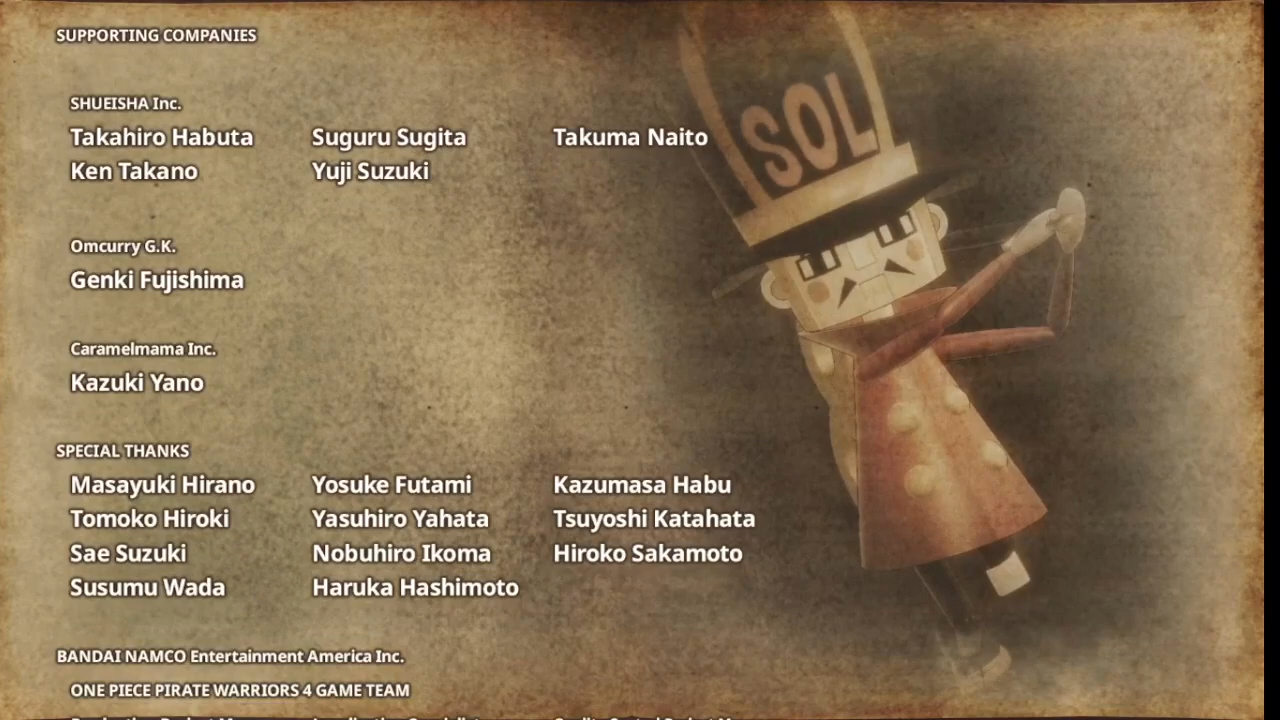 SUPPORTING COMPANIES
SHUEISHA Inc.
Takahiro Habuta Suguru Sugita Takuma Naito
Ken Takano Yuji Suzuki
Omcurry G.K.
Genki Fujishima
Caramelmama Inc.
Kazuki Yano
SPECIAL THANKS
Masayuki Hirano Yosuke Futami Kazumasa Habu
Tomoko Hiroki Yasuhiro Yahata Tsuyoshi Katahata
Sae Suzuki Nobuhiro Ikoma Hiroko Sakamoto
Susumu Wada Haruka Hashimoto
BANDAI NAMCO Entertainment America Inc.
ONE PIECE PIRATE WARRIORS 4 GAME TEAM
SOL